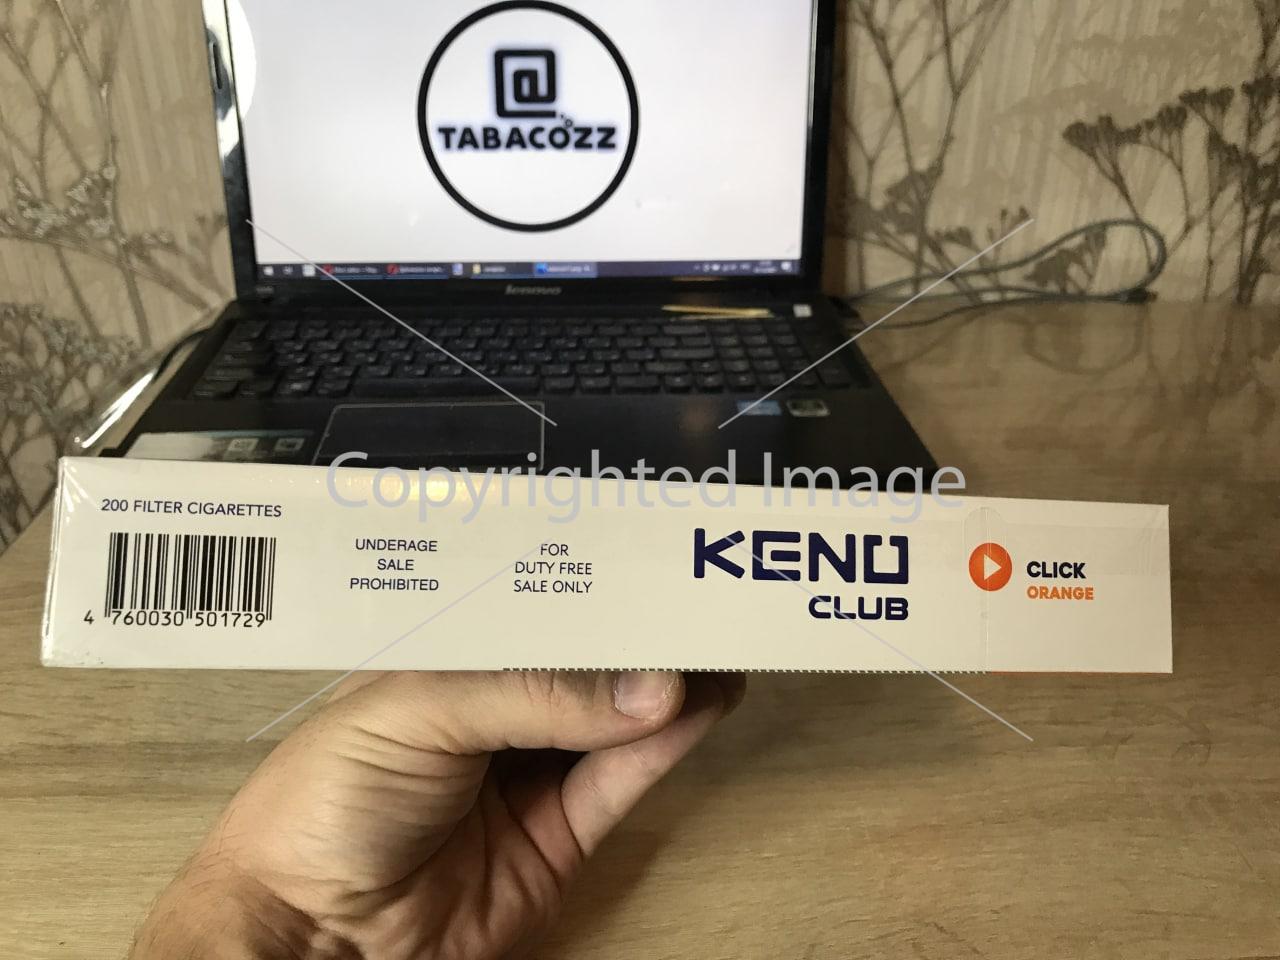 @
TABACOZZ
lenovo
Copyrighted Image
200 FILTER CIGARETTES
4 760030 501729
UNDERAGE
SALE
PROHIBITED
FOR
DUTY FREE
SALE ONLY
KENO
CLUB
CLICK
ORANGE